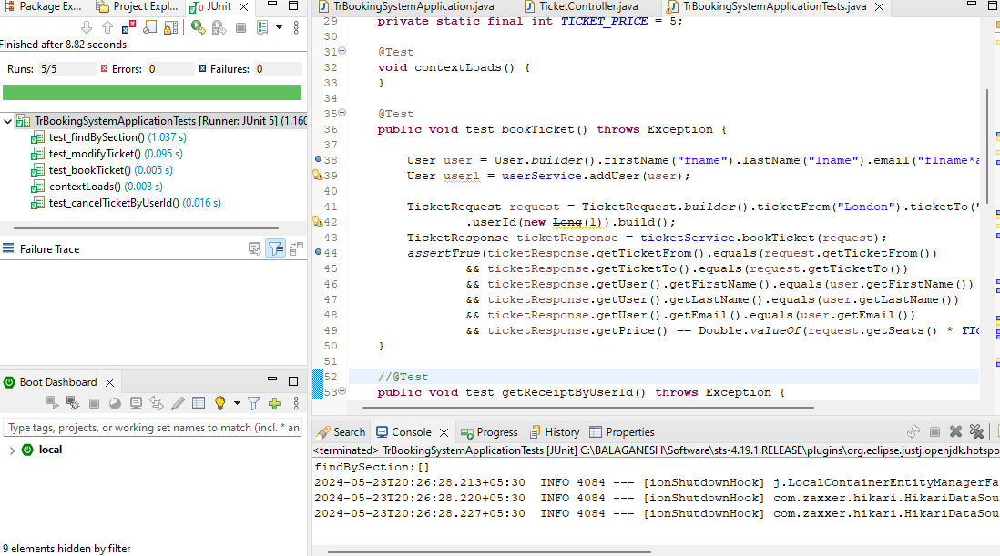 Package Ex...
Project Expl...
JUnit
Finished after 8.82 seconds
Runs: 5/5
Errors: 0
Failures: 0
TrBookingSystemApplicationTests [Runner: JUnit 5] (1.160
test_findBySection() (1.037 s)
test_modifyTicket() (0.095 s)
test_bookTicket() (0.005 s)
contextLoads() (0.003 s)
test_cancelTicketByUserId() (0.016 s)
Failure Trace
Boot Dashboard
Type tags, projects, or working set names to match (incl. * an
local
9 elements hidden by filter
TrBookingSystemApplication.java
TicketController.java
TrBookingSystemApplicationTests.java
29 private static final int TICKET_PRICE = 5;
30
31 @Test
32 void contextLoads() {
33 }
34
35 @Test
36 public void test_bookTicket() throws Exception {
37
38 User user = User.builder().firstName("fname").lastName("lname").email("flname*a
39 User user1 = userService.addUser(user);
40
41 TicketRequest request = TicketRequest.builder().ticketFrom("London").ticketTo("
42 .userId(new Long(1)).build();
43 TicketResponse ticketResponse = ticketService.bookTicket(request);
44 assertTrue(ticketResponse.getTicketFrom().equals(request.getTicketFrom())
45 && ticketResponse.getTicketTo().equals(request.getTicketTo())
46 && ticketResponse.getUser().getFirstName().equals(user.getFirstName())
47 && ticketResponse.getUser().getLastName().equals(user.getLastName())
48 && ticketResponse.getUser().getEmail().equals(user.getEmail())
49 && ticketResponse.getPrice() == Double.valueOf(request.getSeats() * TIC
50 }
51
52 //@Test
53 public void test_getReceiptByUserId() throws Exception {
Search
Console
Progress
History
Properties
<terminated> TrBookingSystemApplicationTests [JUnit] C:\BALAGANESH\Software\sts-4.19.1.RELEASE\plugins\org.eclipse.justj.openjdk.hotspo
findBySection:[]
2024-05-23T20:26:28.213+05:30 INFO 4084 --- [ionShutdownHook] j.LocalContainerEntityManagerFa
2024-05-23T20:26:28.220+05:30 INFO 4084 --- [ionShutdownHook] com.zaxxer.hikari.HikariDataSou
2024-05-23T20:26:28.227+05:30 INFO 4084 --- [ionShutdownHook] com.zaxxer.hikari.HikariDataSou